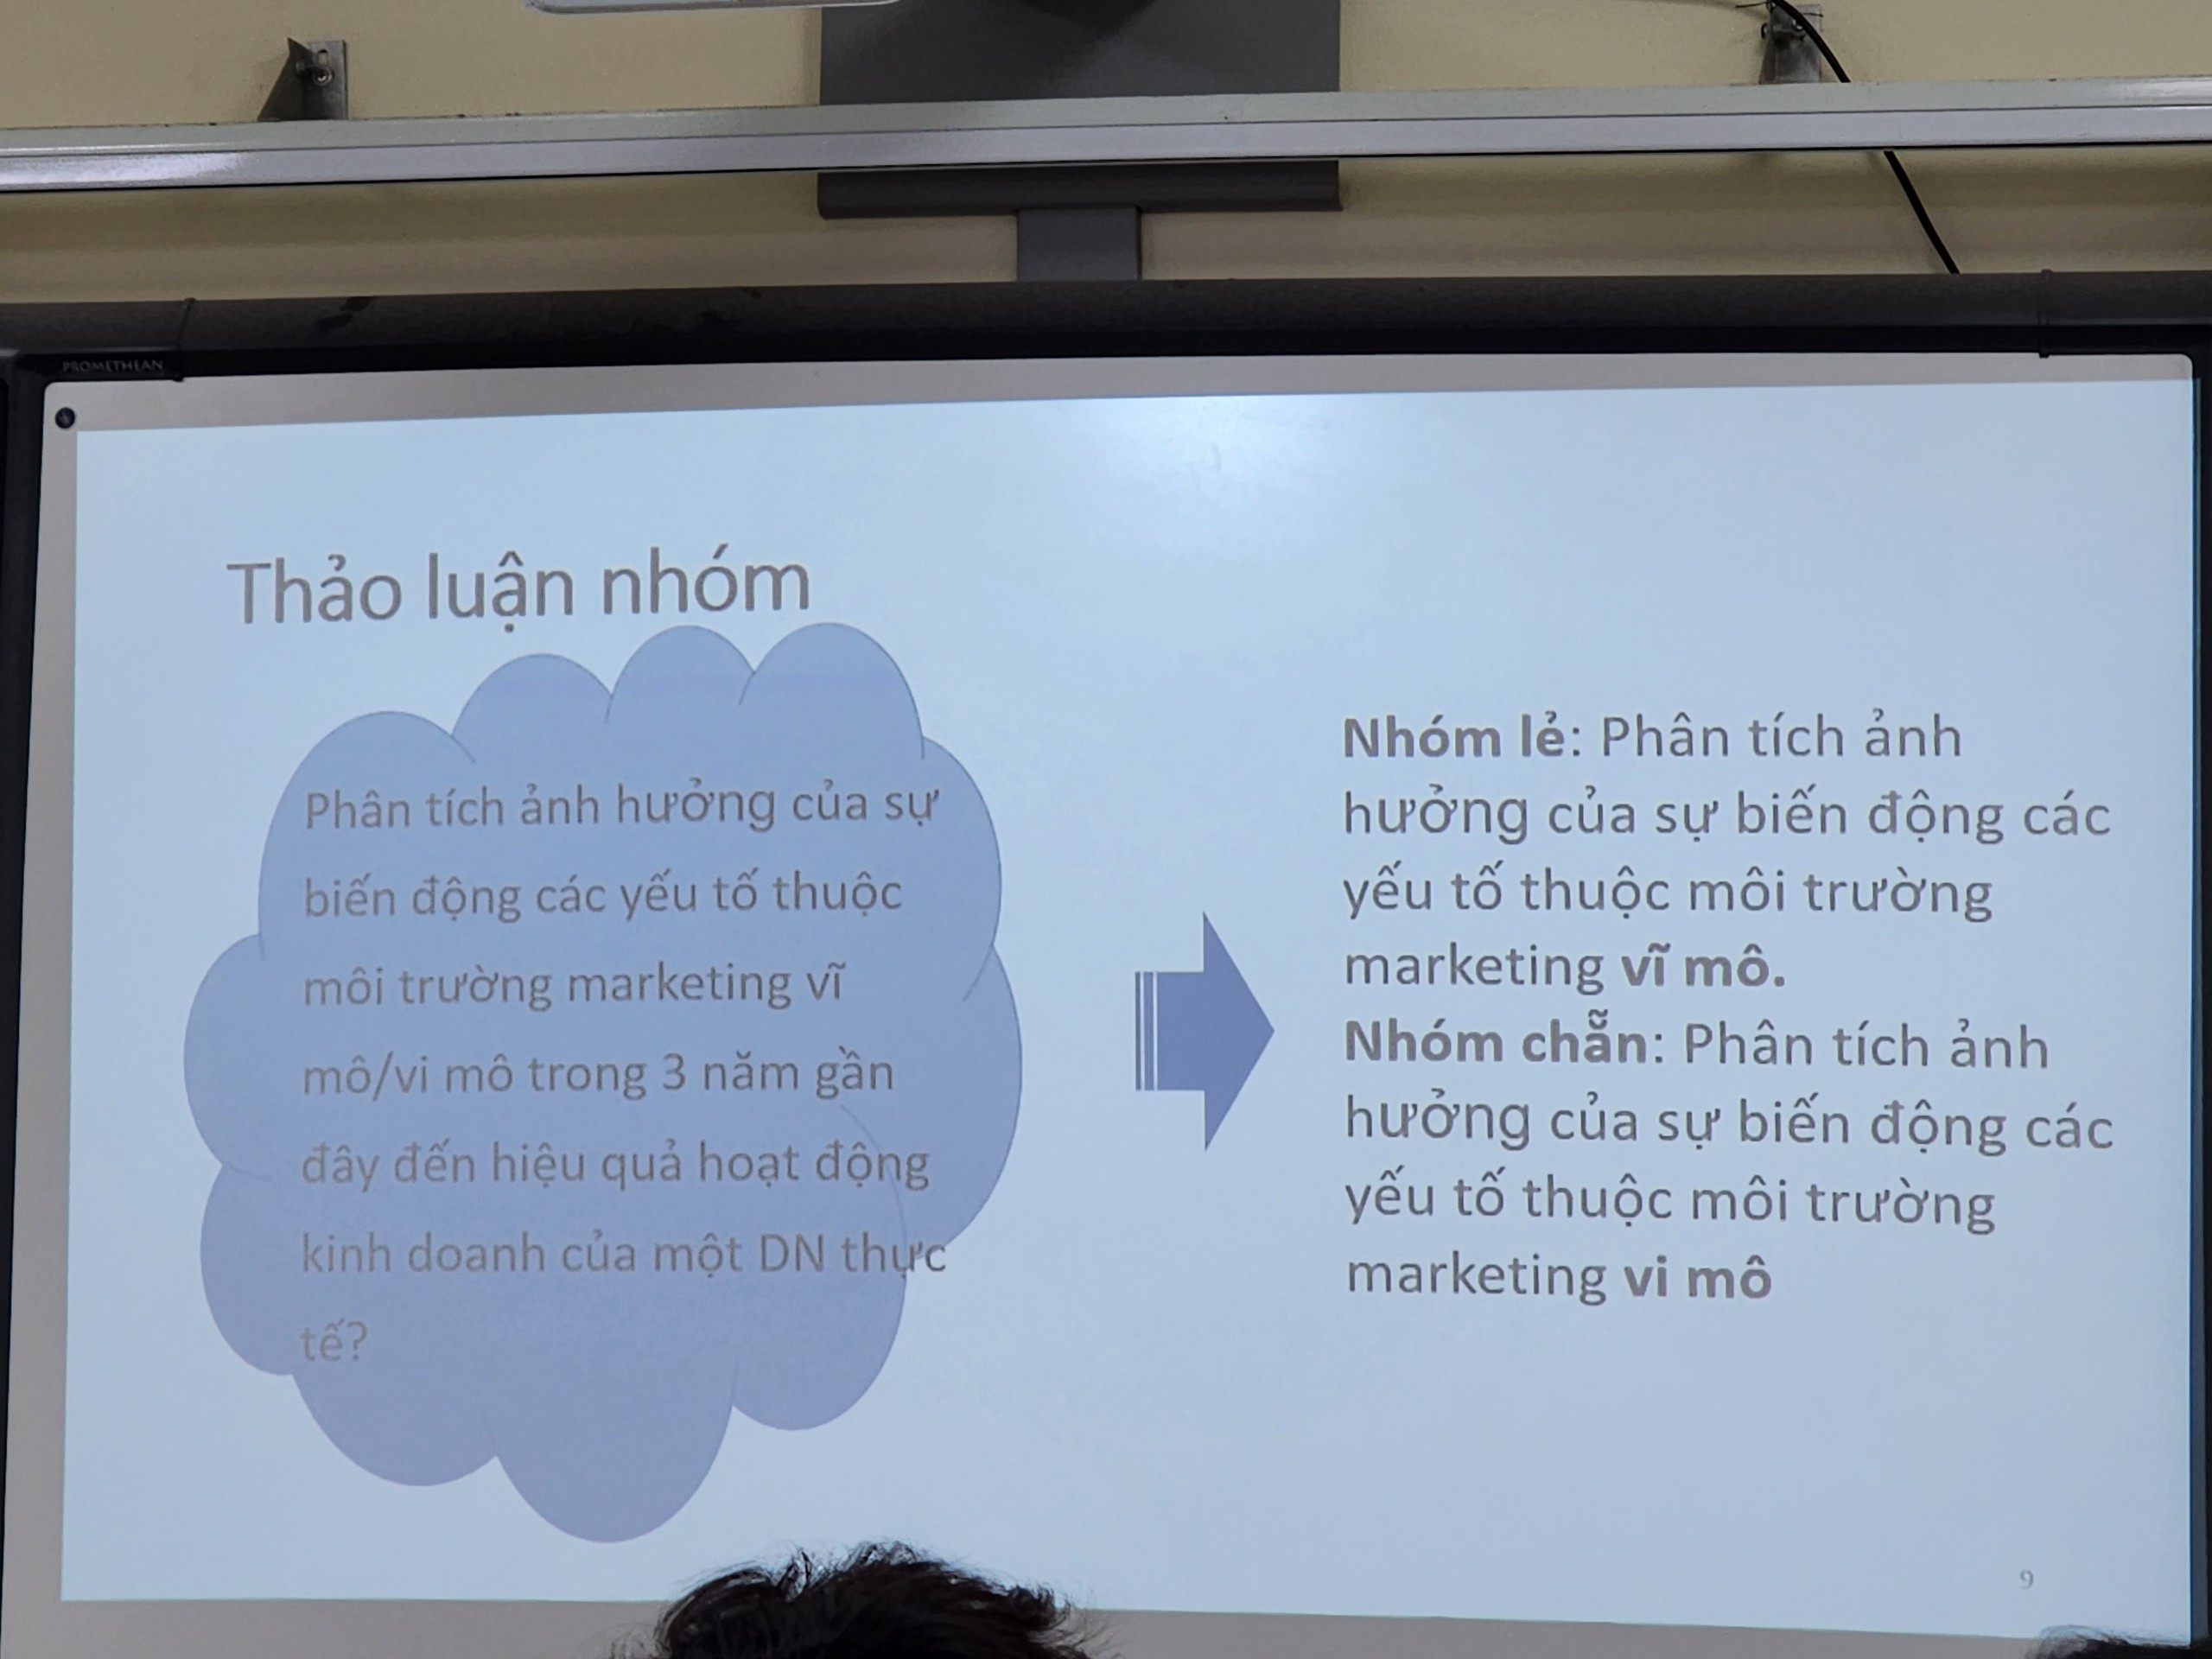 PROMETHEAN
Thảo luận nhóm
Phân tích ảnh hưởng của sự
biến động các yếu tố thuộc
môi trường marketing vĩ
mô/vi mô trong 3 năm gần
đây đến hiệu quả hoạt động
kinh doanh của một DN thực
tế?
Nhóm lẻ: Phân tích ảnh
hưởng của sự biến động các
yếu tố thuộc môi trường
marketing vĩ mô.
Nhóm chẵn: Phân tích ảnh
hưởng của sự biến động các
yếu tố thuộc môi trường
marketing vi mô
9